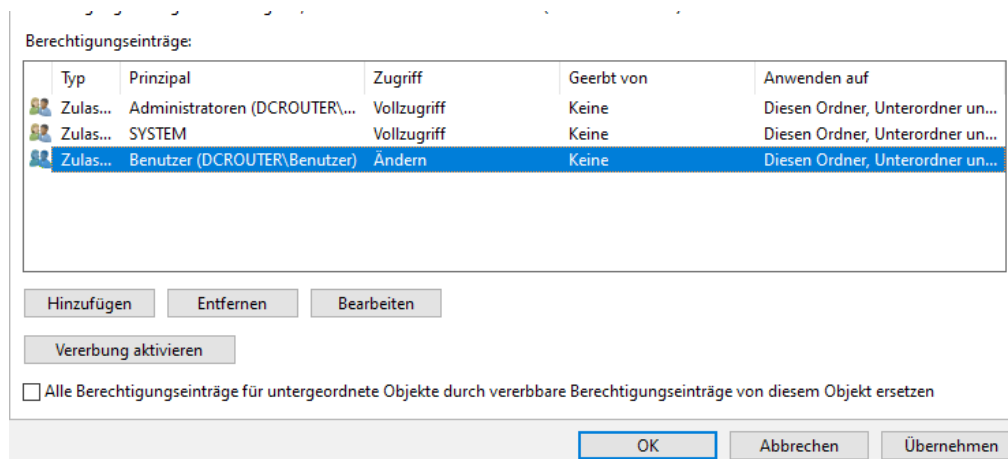 Berechtigungseinträge:
Typ Prinzipal Zugriff Geerbt von Anwenden auf
Zulas... Administratoren (DCROUTER\... Vollzugriff Keine Diesen Ordner, Unterordner un...
Zulas... SYSTEM Vollzugriff Keine Diesen Ordner, Unterordner un...
Zulas... Benutzer (DCROUTER\Benutzer) Ändern Keine Diesen Ordner, Unterordner un...
Hinzufügen Entfernen Bearbeiten
Vererbung aktivieren
Alle Berechtigungseinträge für untergeordnete Objekte durch vererbbare Berechtigungseinträge von diesem Objekt ersetzen
OK Abbrechen Übernehmen